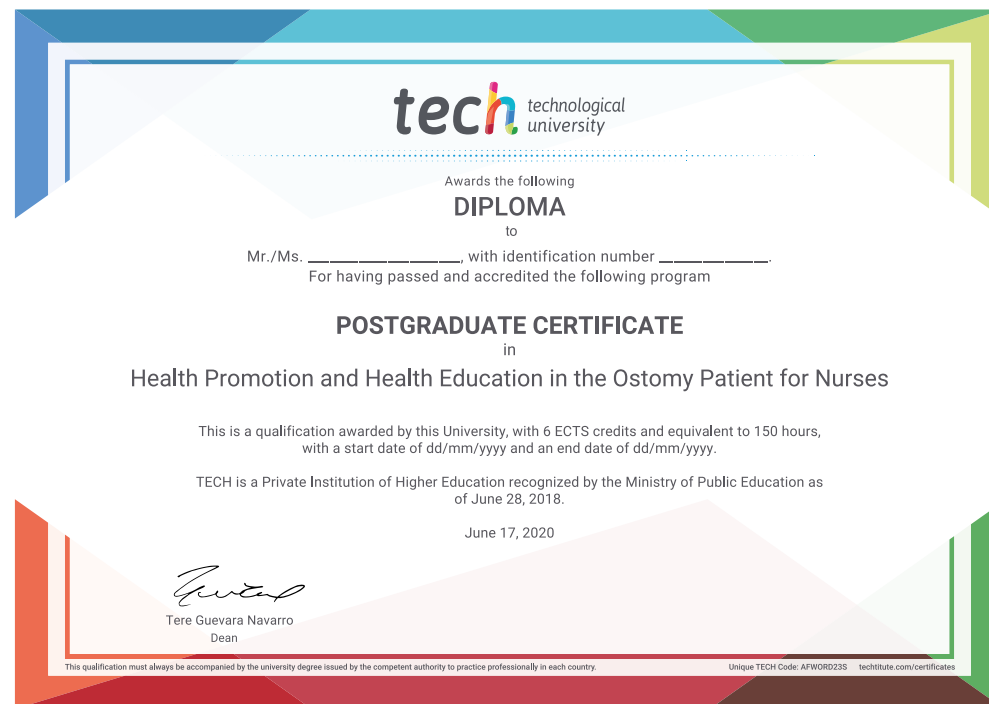 tech technological
university
Awards the following
DIPLOMA
to
Mr./Ms. ____________________, with identification number ______________.
For having passed and accredited the following program
POSTGRADUATE CERTIFICATE
in
Health Promotion and Health Education in the Ostomy Patient for Nurses
This is a qualification awarded by this University, with 6 ECTS credits and equivalent to 150 hours,
with a start date of dd/mm/yyyy and an end date of dd/mm/yyyy.
TECH is a Private Institution of Higher Education recognized by the Ministry of Public Education as
of June 28, 2018.
June 17, 2020
Tere Guevara Navarro
Dean
This qualification must always be accompanied by the university degree issued by the competent authority to practice professionally in each country. Unique TECH Code: AFWORD23S techtitute.com/certificates